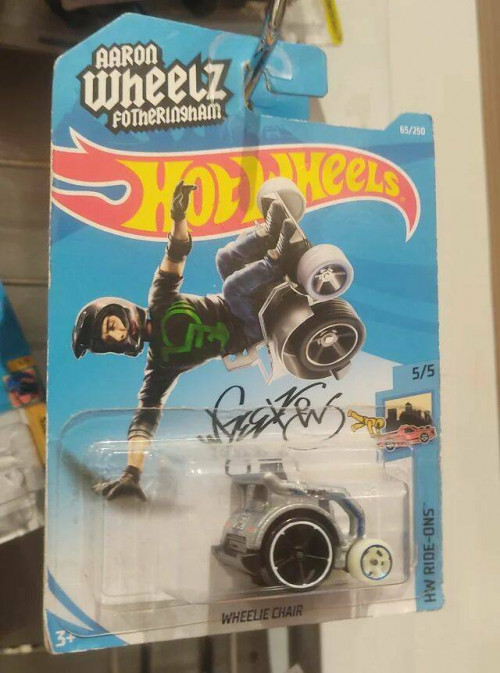 AARON
Wheelz
FOTHERINGHAM
65/250
HOT WHEELS
5/5
HW RIDE-ONS
WHEELIE CHAIR
3+